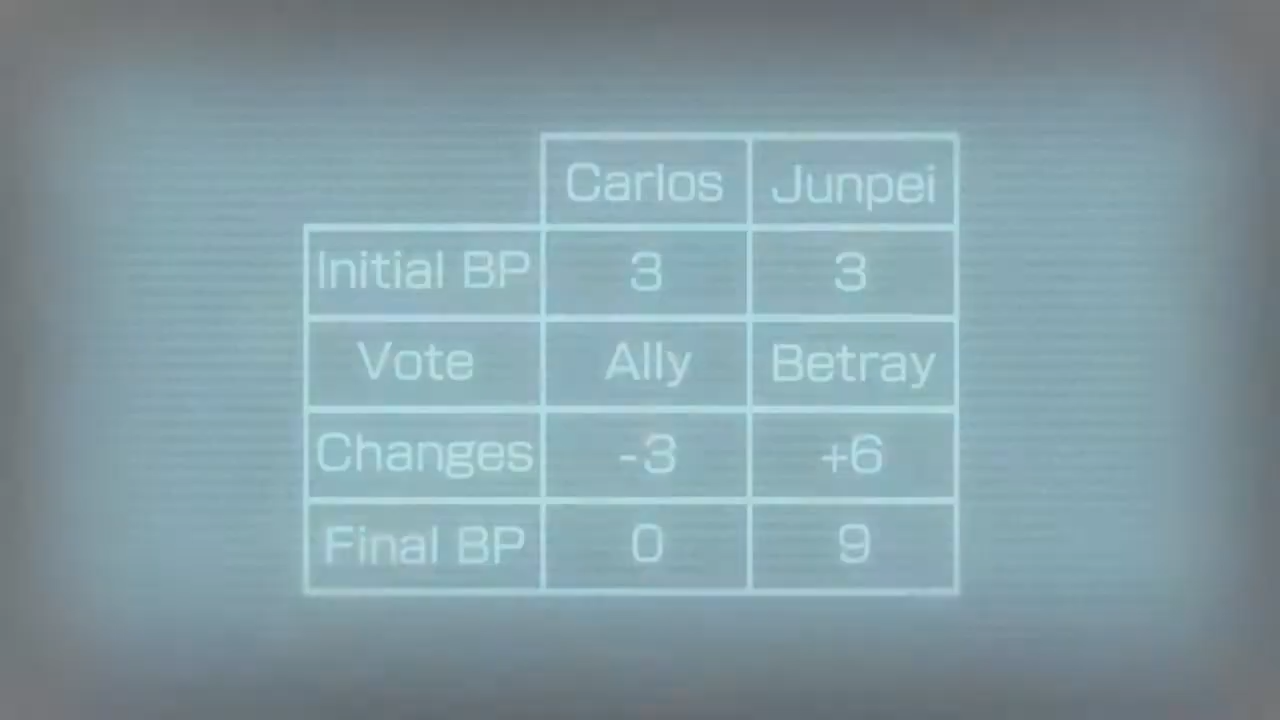 Carlos Junpei
Initial BP 3 3
Vote Ally Betray
Changes -3 +6
Final BP 0 9